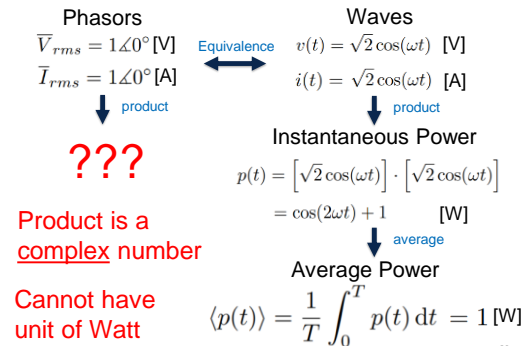 Phasors
Waves
V̅_rms = 1∡0° [V]
Equivalence
v(t) = √2 cos(ωt) [V]
I̅_rms = 1∡0° [A]
i(t) = √2 cos(ωt) [A]
product
product
???
Instantaneous Power
p(t) = [√2 cos(ωt)] · [√2 cos(ωt)]
= cos(2ωt) + 1 [W]
Product is a
complex number
average
Average Power
Cannot have
unit of Watt
⟨p(t)⟩ = 1/T ∫₀ᵀ p(t) dt = 1 [W]